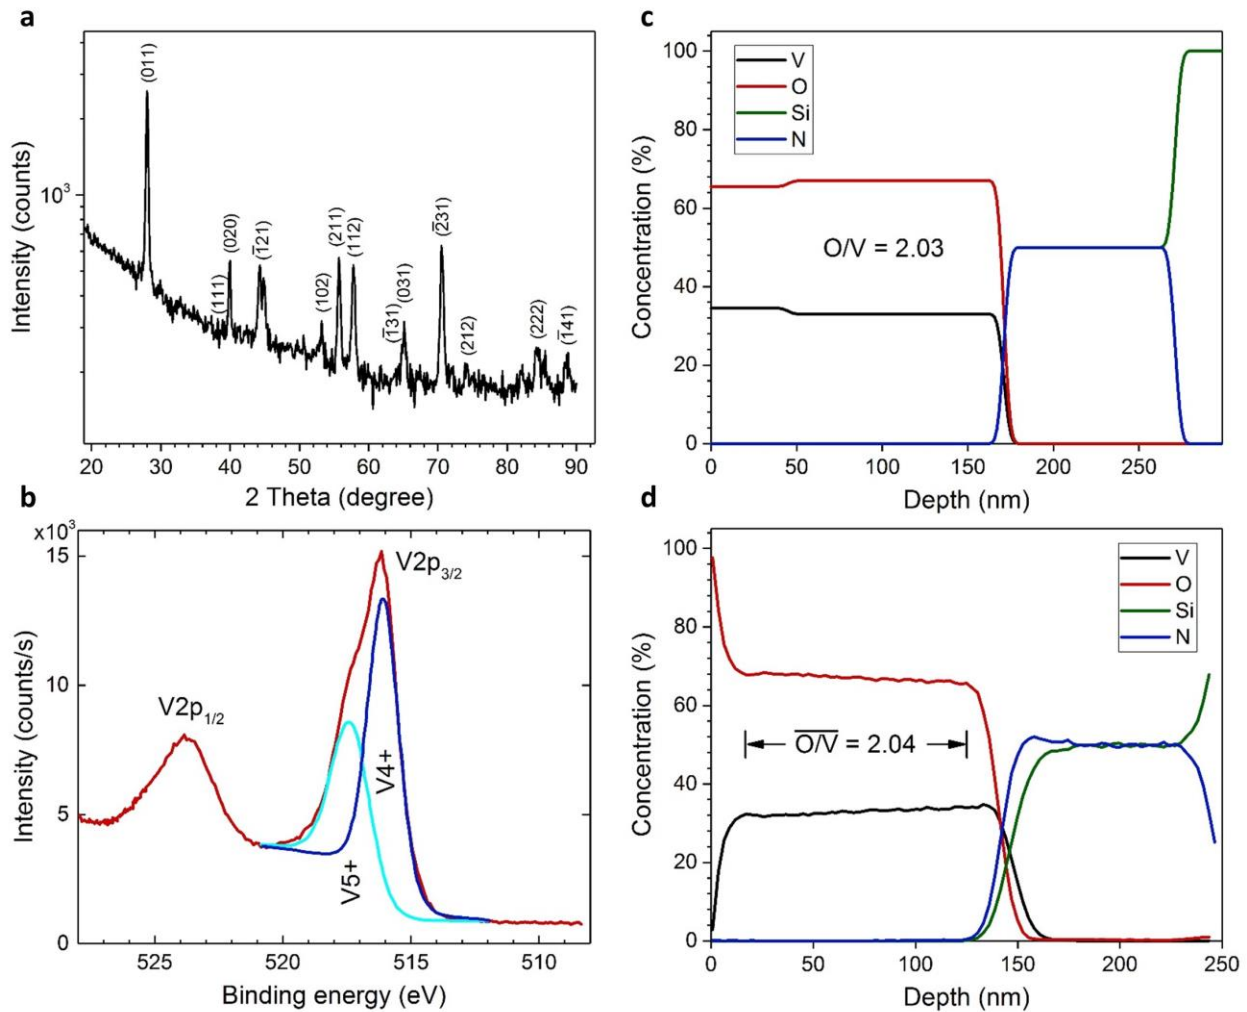 a
Intensity (counts)
10³
(011)
(111)
(020)
(1̅21)
(102)
(211)
(112)
(1̅31)
(031)
(2̅31)
(212)
(222)
(1̅41)
20 30 40 50 60 70 80 90
2 Theta (degree)
b
x10³
Intensity (counts/s)
15
10
5
0
V2p1/2
V2p3/2
V4+
V5+
525 520 515 510
Binding energy (eV)
c
Concentration (%)
100
80
60
40
20
0
V
O
Si
N
O/V = 2.03
0 50 100 150 200 250
Depth (nm)
d
Concentration (%)
100
80
60
40
20
0
V
O
Si
N
O/V = 2.04
0 50 100 150 200 250
Depth (nm)